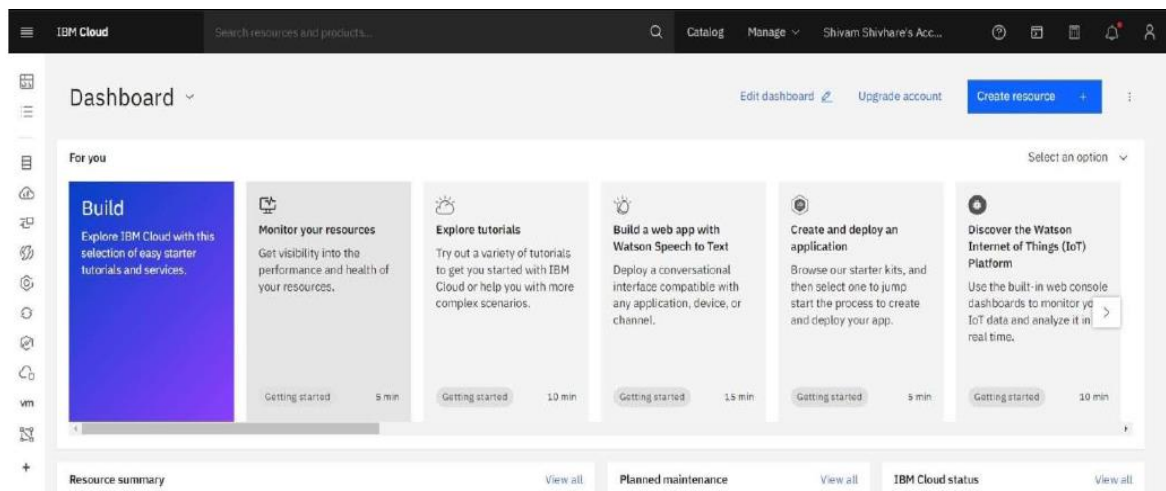 IBM Cloud
Search resources and products...
Catalog
Manage
Shivam Shivhare's Acc...
Dashboard
Edit dashboard
Upgrade account
Create resource +
For you
Select an option
Build
Explore IBM Cloud with this
selection of easy starter
tutorials and services.
Monitor your resources
Get visibility into the
performance and health of
your resources.
Getting started
5 min
Explore tutorials
Try out a variety of tutorials
to get you started with IBM
Cloud or help you with more
complex scenarios.
Getting started
10 min
Build a web app with
Watson Speech to Text
Deploy a conversational
interface compatible with
any application, device, or
channel.
Getting started
15 min
Create and deploy an
application
Browse our starter kits, and
then select one to jump
start the process to create
and deploy your app.
Getting started
5 min
Discover the Watson
Internet of Things (IoT)
Platform
Use the built-in web console
dashboards to monitor
IoT data and analyze it in
real time.
Getting started
10 min
vm
Resource summary
View all
Planned maintenance
View all
IBM Cloud status
View all